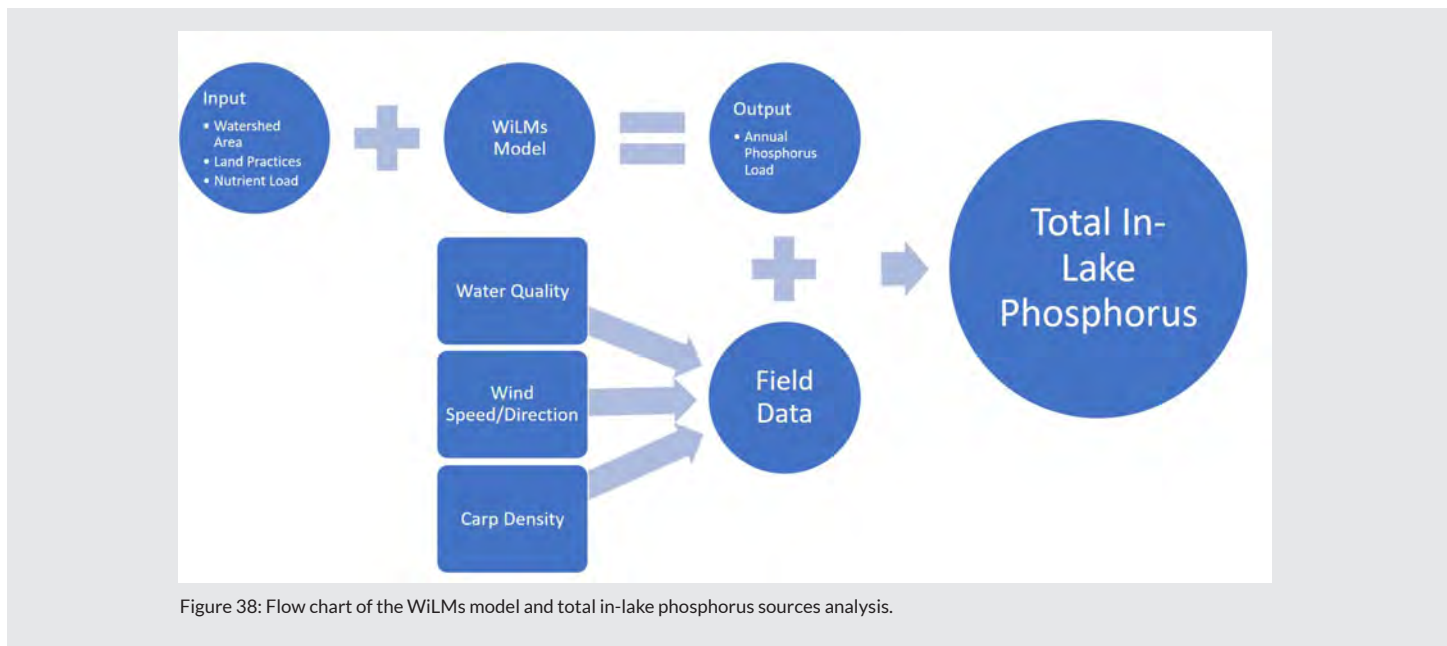 Input
• Watershed
Area
• Land Practices
• Nutrient Load
WiLMs
Model
Output
• Annual
Phosphorus
Load
Total In-
Lake
Phosphorus
Water Quality
Wind
Speed/Direction
Carp Density
Field
Data
Figure 38: Flow chart of the WiLMs model and total in-lake phosphorus sources analysis.